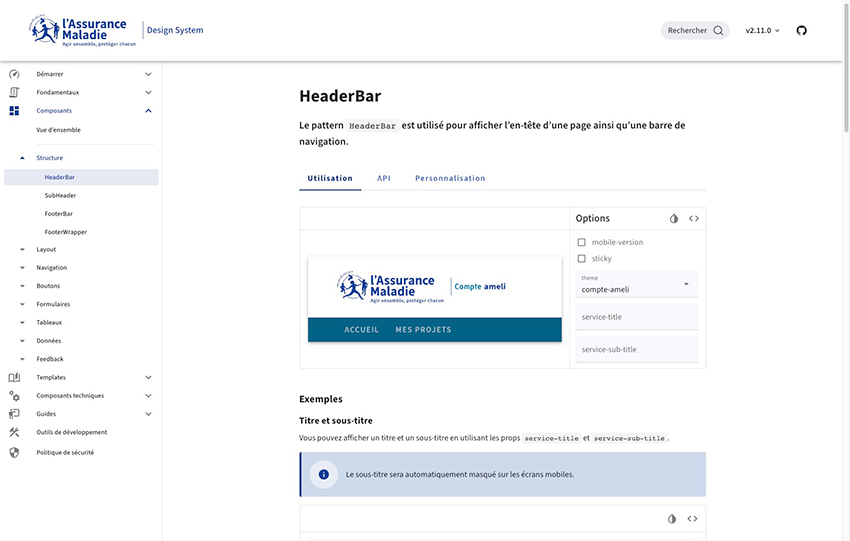 l'Assurance
Maladie
Agir ensemble, protéger chacun
Design System
Rechercher
v2.11.0
Démarrer
Fondamentaux
Composants
Vue d'ensemble
Structure
HeaderBar
SubHeader
FooterBar
FooterWrapper
Layout
Navigation
Boutons
Formulaires
Tableaux
Données
Feedback
Templates
Composants techniques
Guides
Outils de développement
Politique de sécurité
HeaderBar
Le pattern HeaderBar est utilisé pour afficher l'en-tête d'une page ainsi qu'une barre de
navigation.
Utilisation API Personnalisation
l'Assurance
Maladie
Agir ensemble, protéger chacun
Compte ameli
ACCUEIL MES PROJETS
Options
mobile-version
sticky
theme
compte-ameli
service-title
service-sub-title
Exemples
Titre et sous-titre
Vous pouvez afficher un titre et un sous-titre en utilisant les props service-title et service-sub-title.
Le sous-titre sera automatiquement masqué sur les écrans mobiles.